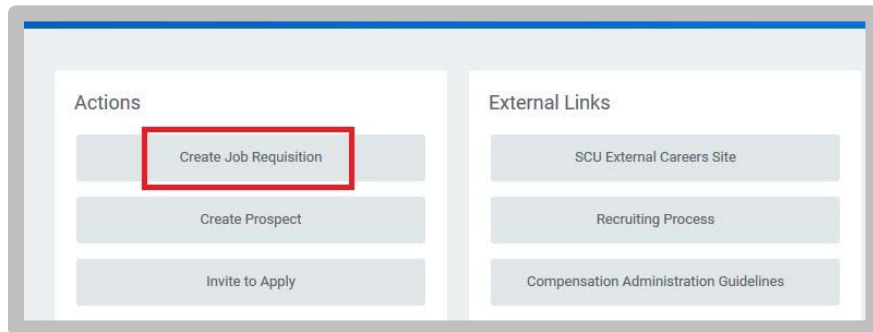 Actions
Create Job Requisition
Create Prospect
Invite to Apply
External Links
SCU External Careers Site
Recruiting Process
Compensation Administration Guidelines